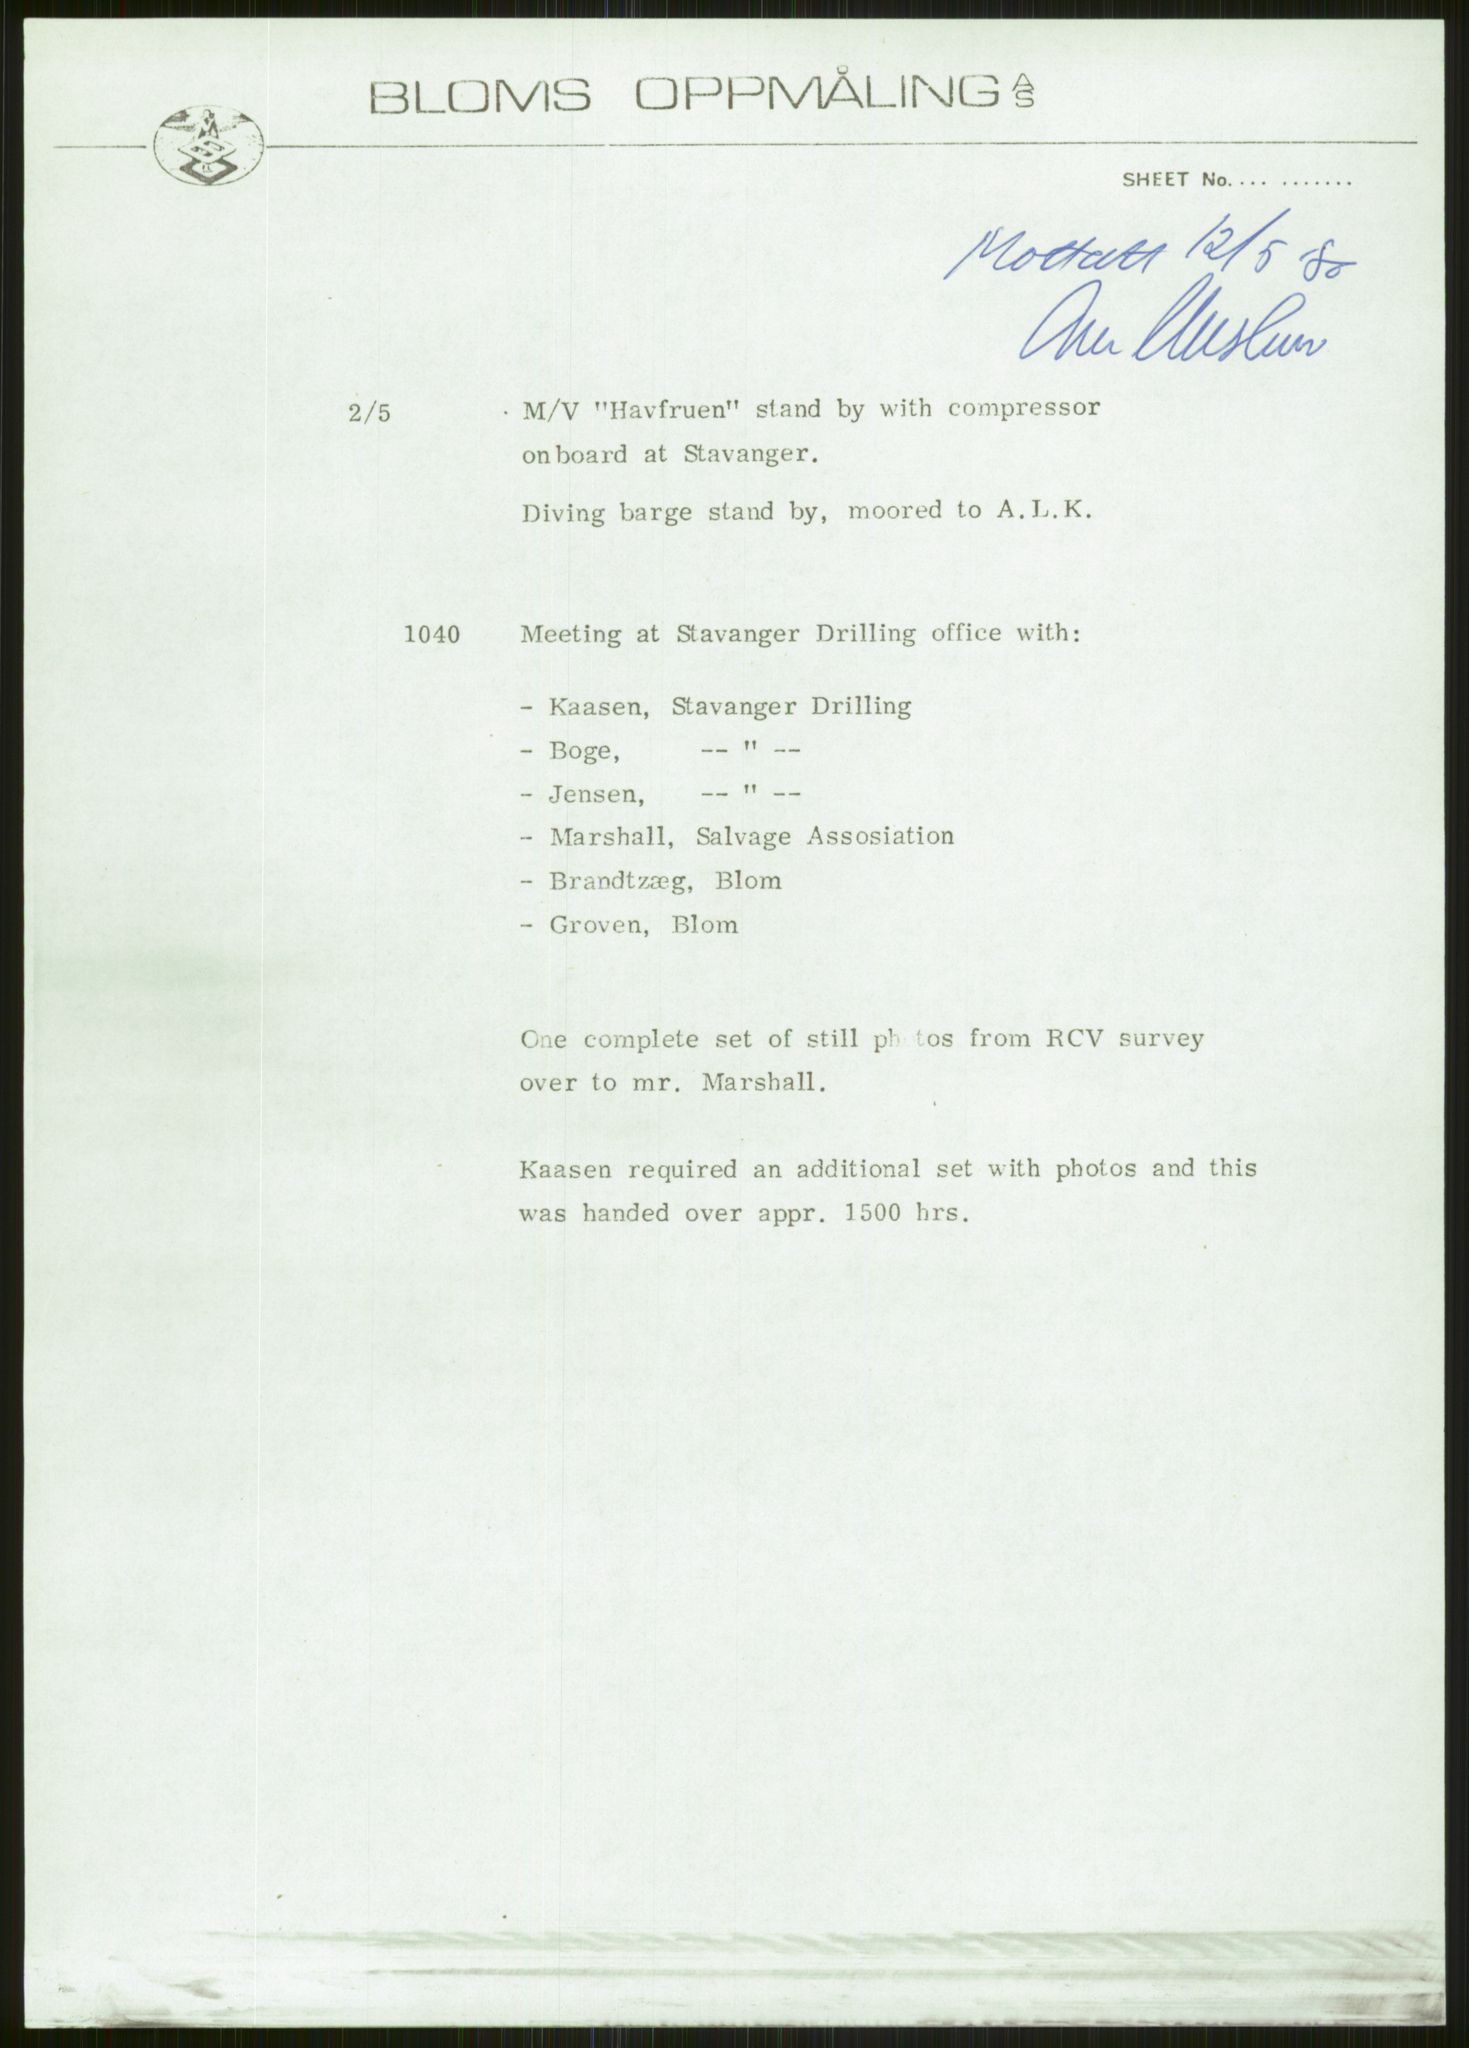 BLOMS OPPMÅLING A/S
SHEET No. ... .......
Mottatt 12/5 80
2/5 M/V "Havfruen" stand by with compressor
onboard at Stavanger.
Diving barge stand by, moored to A.L.K.
1040 Meeting at Stavanger Drilling office with:
- Kaasen, Stavanger Drilling
- Boge, -- " --
- Jensen, -- " --
- Marshall, Salvage Assosiation
- Brandtzæg, Blom
- Groven, Blom
One complete set of still photos from RCV survey
over to mr. Marshall.
Kaasen required an additional set with photos and this
was handed over appr. 1500 hrs.